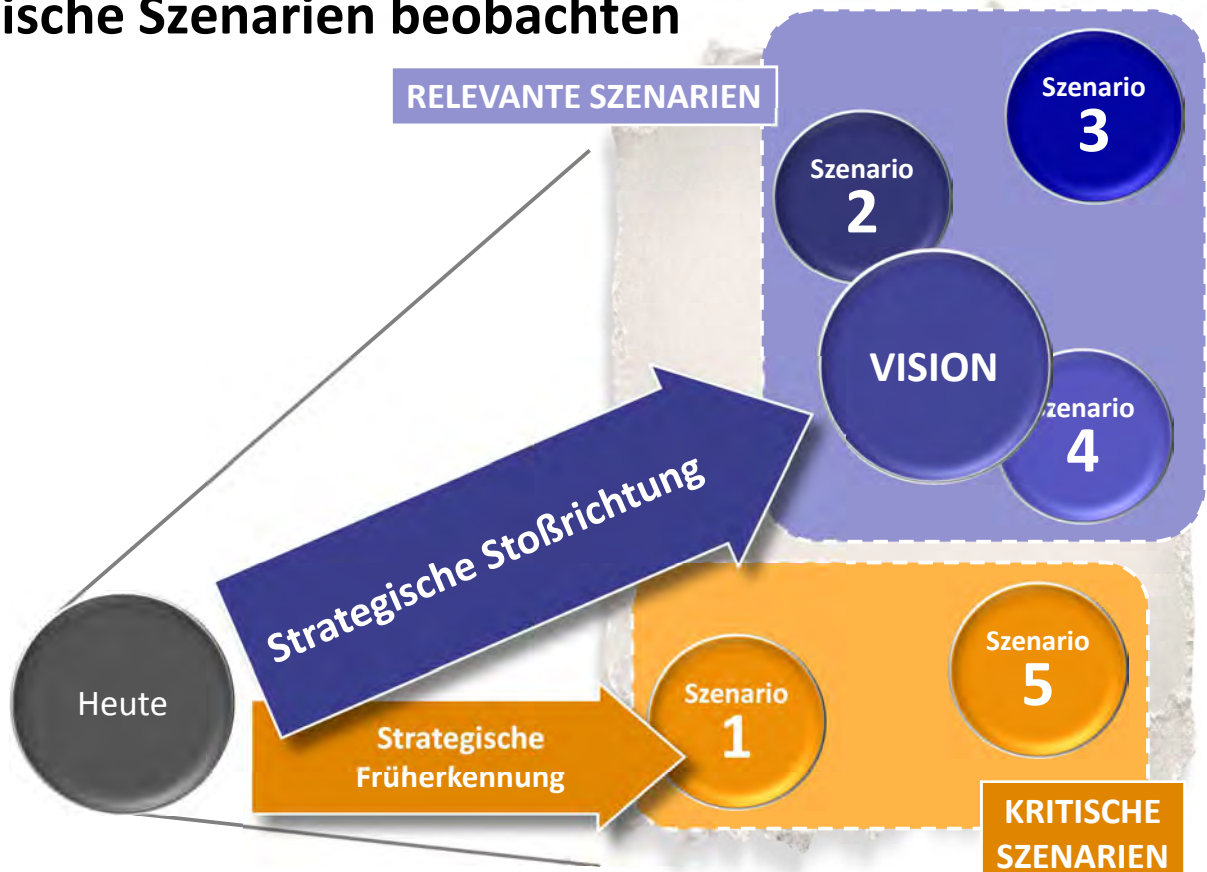 ische Szenarien beobachten
RELEVANTE SZENARIEN
Szenario
3
Szenario
2
VISION
zenario
4
Strategische Stoßrichtung
Heute
Strategische
Früherkennung
Szenario
1
Szenario
5
KRITISCHE
SZENARIEN